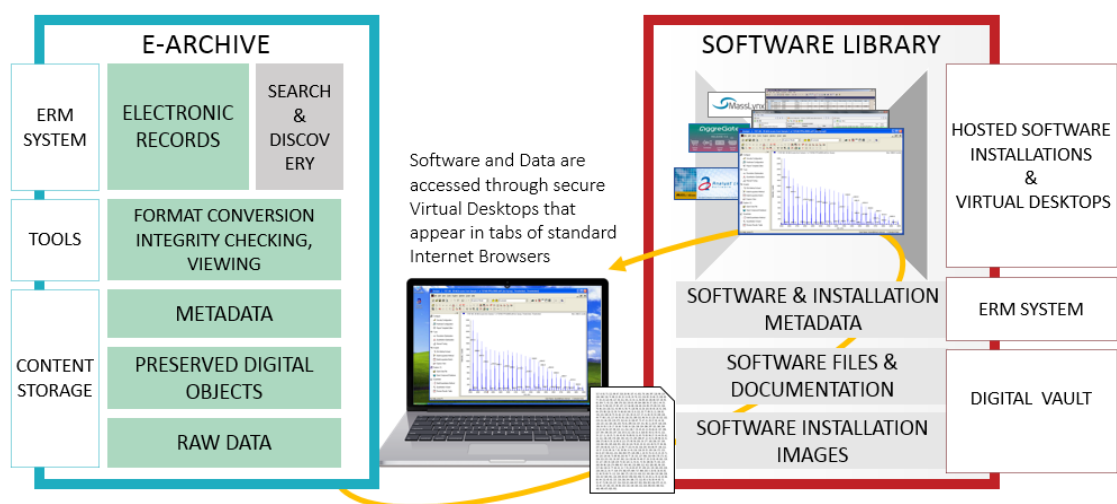 E-ARCHIVE
ERM
SYSTEM
ELECTRONIC
RECORDS
SEARCH
&
DISCOV
ERY
TOOLS
FORMAT CONVERSION
INTEGRITY CHECKING,
VIEWING
CONTENT
STORAGE
METADATA
PRESERVED DIGITAL
OBJECTS
RAW DATA
Software and Data are
accessed through secure
Virtual Desktops that
appear in tabs of standard
Internet Browsers
SOFTWARE LIBRARY
MassLynx
HOSTED SOFTWARE
INSTALLATIONS
&
VIRTUAL DESKTOPS
SOFTWARE & INSTALLATION
METADATA
ERM SYSTEM
SOFTWARE FILES &
DOCUMENTATION
DIGITAL VAULT
SOFTWARE INSTALLATION
IMAGES